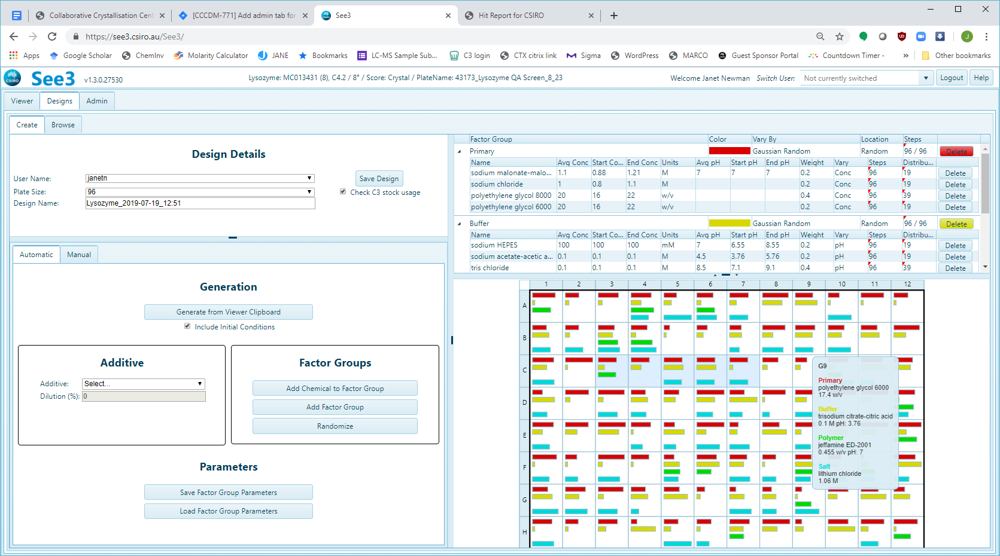 Collaborative Crystallisation Cent
[CCCDM-771] Add admin tab for
See3
Hit Report for CSIRO
https://see3.csiro.au/See3/
J
Apps
Google Scholar
ChemInv
Molarity Calculator
JANE
Bookmarks
LC-MS Sample Sub...
C3 login
CTX citrix link
Sigma
WordPress
MARCO
Guest Sponsor Portal
Countdown Timer -
»
Other bookmarks
CSIRO
See3 v1.3.0.27530
Lysozyme: MC013431 (8), C4.2 / 8° / Score: Crystal / PlateName: 43173_Lysozyme QA Screen_8_23
Welcome Janet Newman Switch User: Not currently switched Logout Help
Viewer Designs Admin
Create Browse
Design Details
User Name: janetn
Save Design
Plate Size: 96
Check C3 stock usage
Design Name: Lysozyme_2019-07-19_12:51
Automatic Manual
Generation
Generate from Viewer Clipboard
Include Initial Conditions
Additive
Additive: Select...
Dilution (%): 0
Factor Groups
Add Chemical to Factor Group
Add Factor Group
Randomize
Parameters
Save Factor Group Parameters
Load Factor Group Parameters
Factor Group Color Vary By Location Steps
Primary Gaussian Random Random 96 / 96 Delete
Name Avg Conc Start Co... End Conc Units Avg pH Start pH End pH Weight Vary Steps Distribu...
sodium malonate-malo... 1.1 0.88 1.21 M 7 7 7 0.2 Conc 96 19 Delete
sodium chloride 1 0.8 1.1 M 0.2 Conc 96 19 Delete
polyethylene glycol 8000 20 16 22 w/v 0.4 Conc 96 39 Delete
polyethylene glycol 6000 20 16 22 w/v 0.2 Conc 96 19 Delete
Buffer Gaussian Random Random 96 / 96 Delete
Name Avg Conc Start Co... End Conc Units Avg pH Start pH End pH Weight Vary Steps Distribu...
sodium HEPES 100 100 100 mM 7 6.55 8.55 0.2 pH 96 19 Delete
sodium acetate-acetic a... 0.1 0.1 0.1 M 4.5 3.76 5.76 0.2 pH 96 19 Delete
tris chloride 0.1 0.1 0.1 M 8.5 7.1 9.1 0.4 pH 96 39 Delete
1 2 3 4 5 6 7 8 9 10 11 12
A
B
C
D
E
F
G
H
G9
Primary
polyethylene glycol 6000
17.4 w/v
Buffer
trisodium citrate-citric acid
0.1 M pH: 3.76
Polymer
jeffamine ED-2001
0.455 w/v pH: 7
Salt
lithium chloride
1.06 M